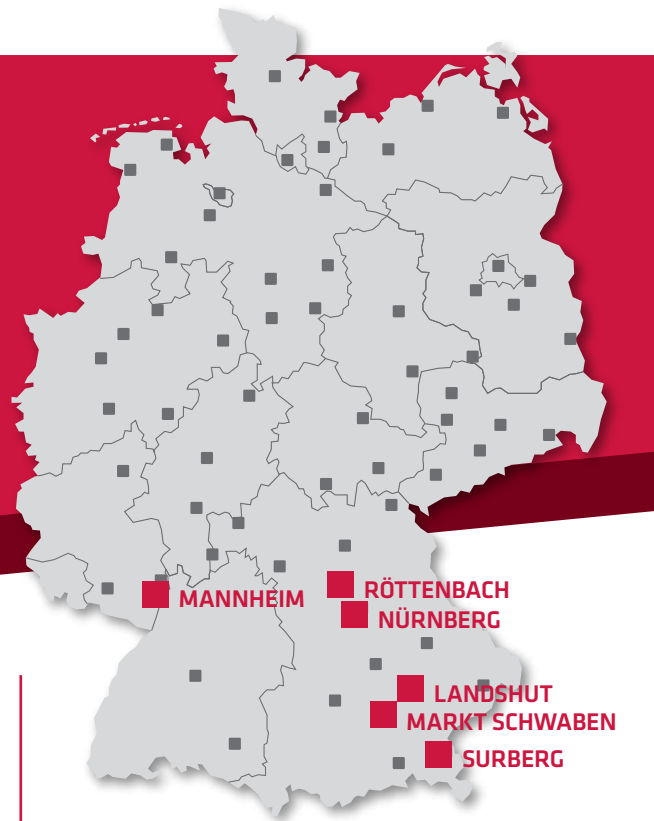 MANNHEIM
RÖTTENBACH
NÜRNBERG
LANDSHUT
MARKT SCHWABEN
SURBERG